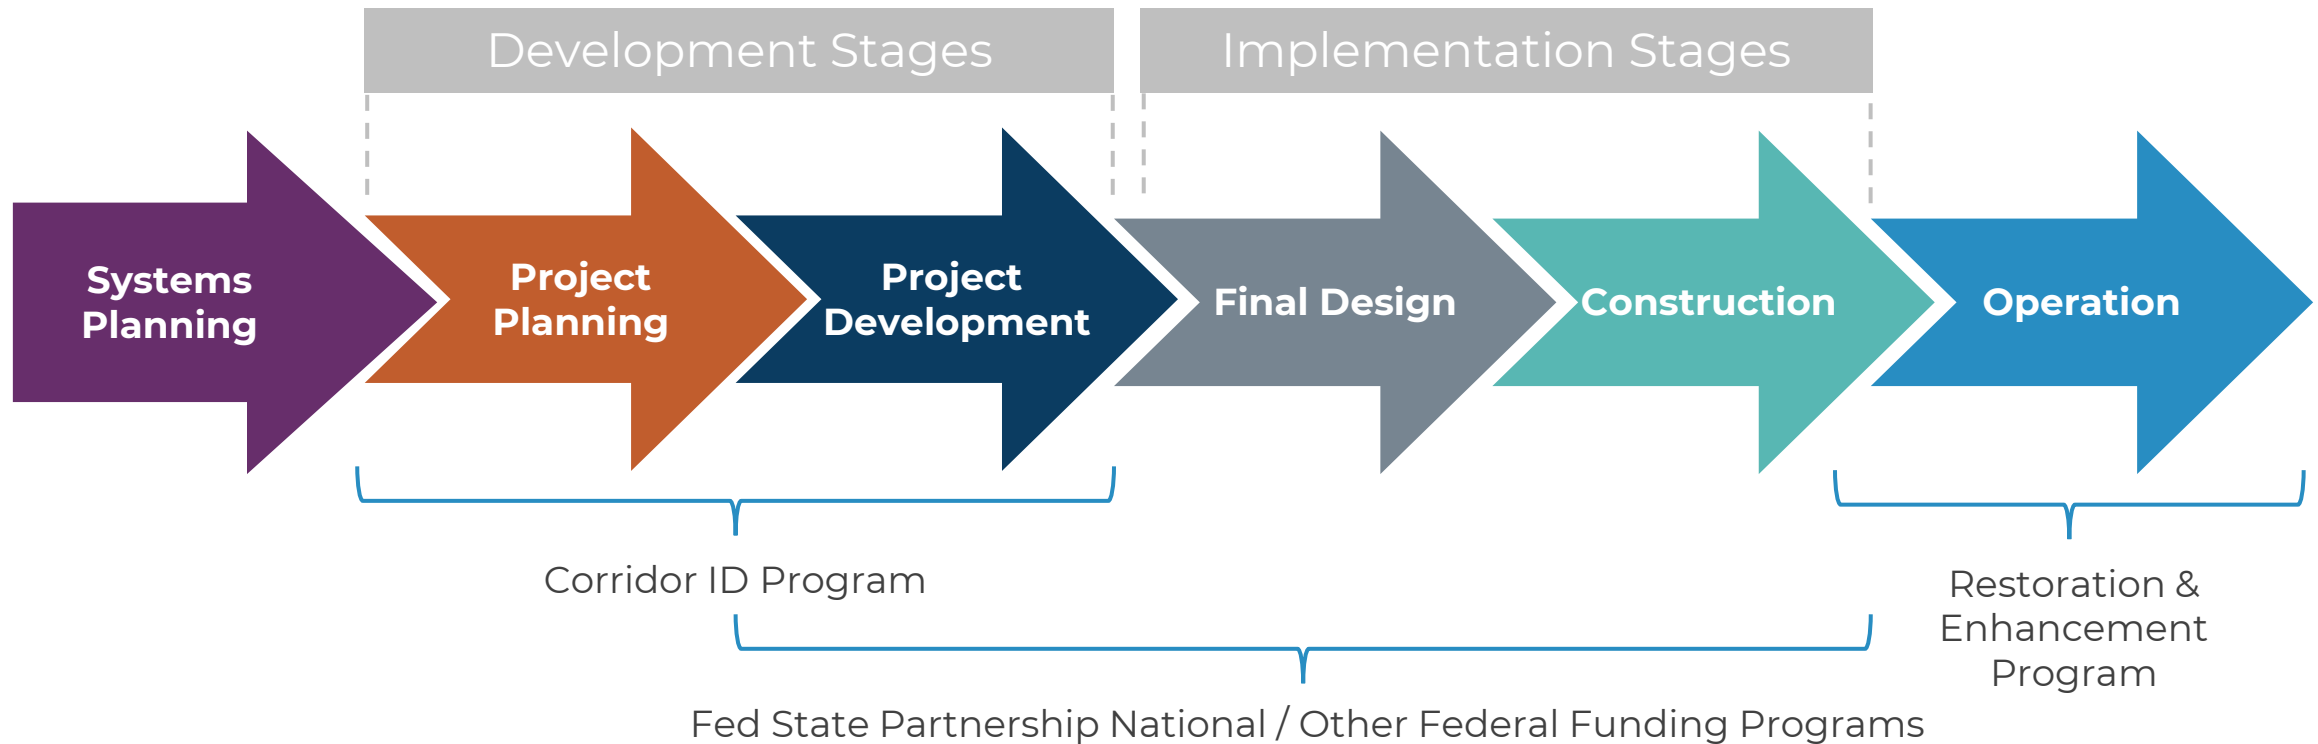 Development Stages
Implementation Stages
Systems
Planning
Project
Planning
Project
Development
Final Design
Construction
Operation
Corridor ID Program
Restoration &
Enhancement
Program
Fed State Partnership National / Other Federal Funding Programs